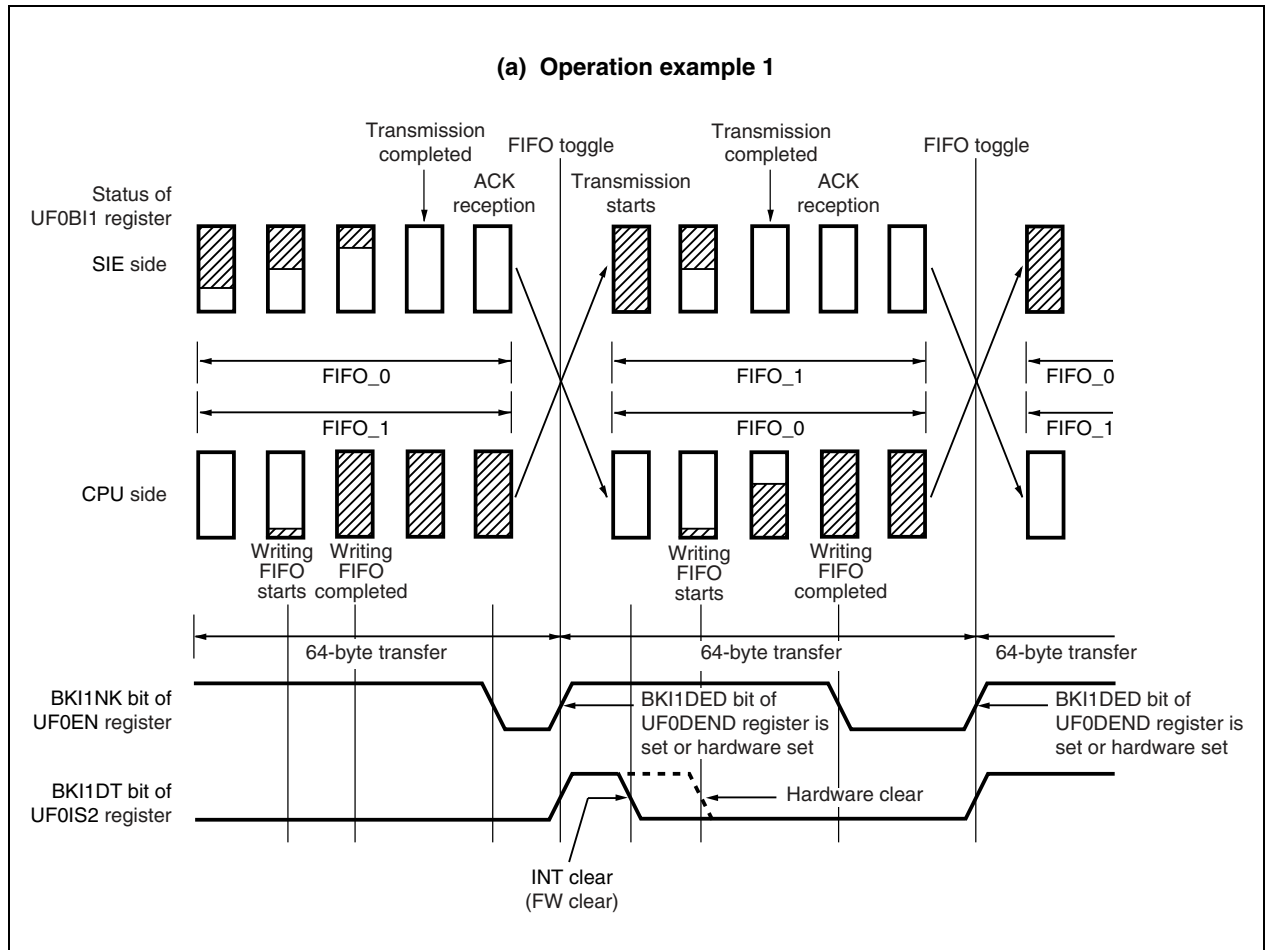 (a) Operation example 1
Transmission
completed
FIFO toggle
Transmission
completed
FIFO toggle
Status of
UF0BI1 register
ACK
reception
Transmission
starts
ACK
reception
SIE side
FIFO_0
FIFO_1
FIFO_0
FIFO_1
FIFO_0
FIFO_1
CPU side
Writing
FIFO
starts
Writing
FIFO
completed
Writing
FIFO
starts
Writing
FIFO
completed
64-byte transfer
64-byte transfer
64-byte transfer
BKI1NK bit of
UF0EN register
BKI1DED bit of
UF0DEND register is
set or hardware set
BKI1DED bit of
UF0DEND register is
set or hardware set
BKI1DT bit of
UF0IS2 register
Hardware clear
INT clear
(FW clear)